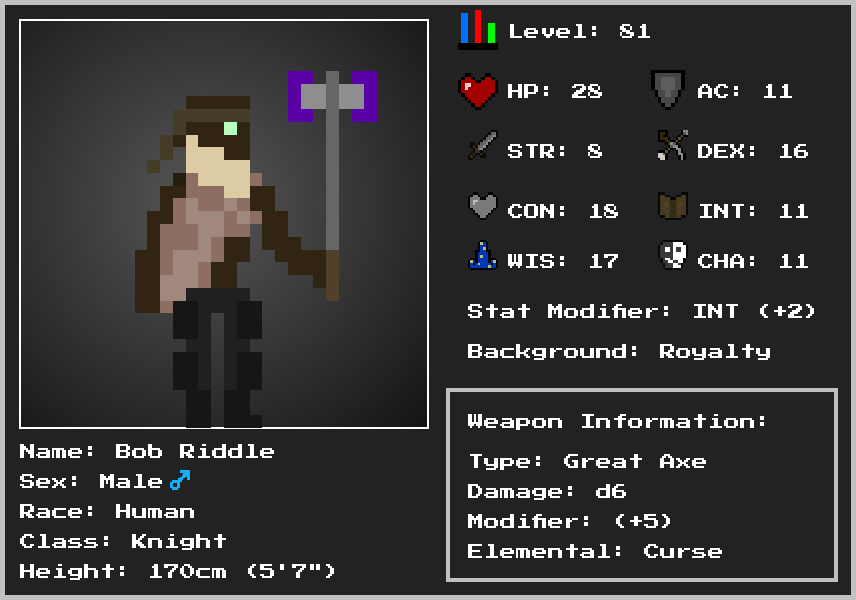 Level: 81
HP: 28
AC: 11
STR: 8
DEX: 16
CON: 18
INT: 11
WIS: 17
CHA: 11
Stat Modifier: INT (+2)
Background: Royalty
Weapon Information:
Type: Great Axe
Damage: d6
Modifier: (+5)
Elemental: Curse
Name: Bob Riddle
Sex: Male ♂
Race: Human
Class: Knight
Height: 170cm (5'7")